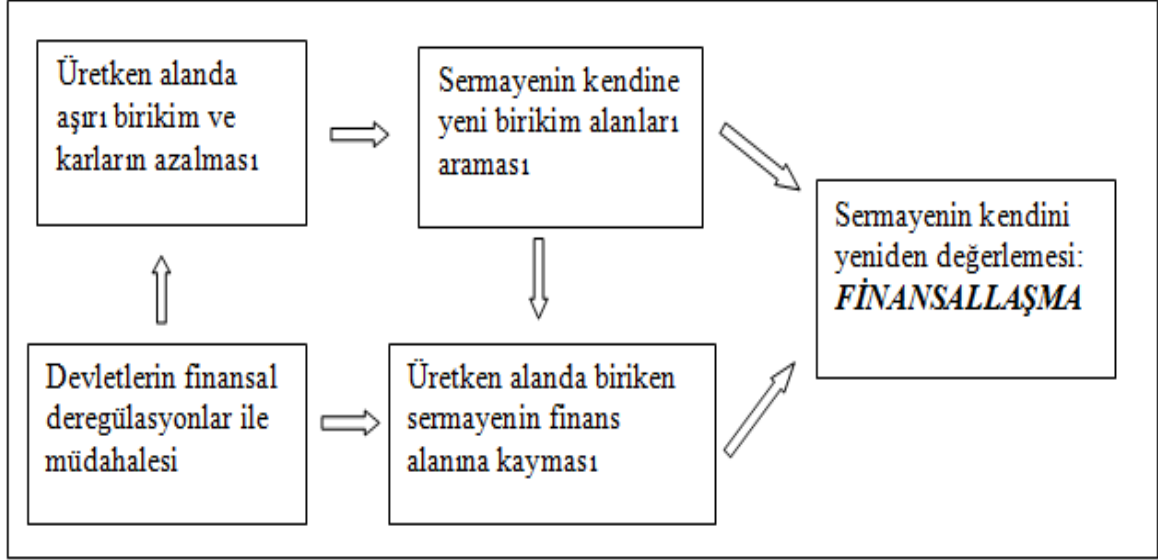 Üretken alanda
aşırı birikim ve
karların azalması
Sermayenin kendine
yeni birikim alanları
araması
Sermayenin kendini
yeniden değerlemesi:
FİNANSALLAŞMA
Devletlerin finansal
deregülasyonlar ile
müdahalesi
Üretken alanda biriken
sermayenin finans
alanına kayması